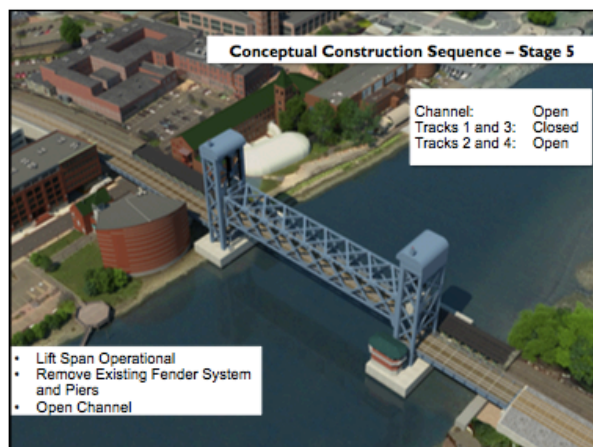 Conceptual Construction Sequence – Stage 5
Channel: Open
Tracks 1 and 3: Closed
Tracks 2 and 4: Open
• Lift Span Operational
• Remove Existing Fender System
and Piers
• Open Channel